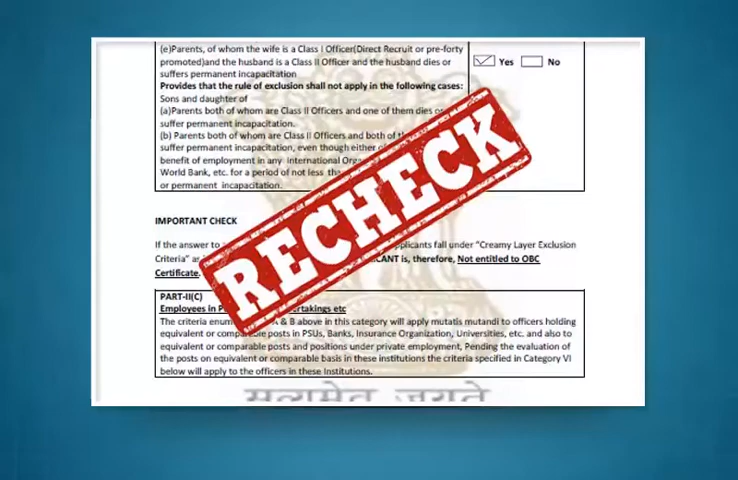 (e)Parents, of whom the wife is a Class I Officer(Direct Recruit or pre-forty
promoted)and the husband is a Class II Officer and the husband dies or
suffers permanent incapacitation
Yes No
Provides that the rule of exclusion shall not apply in the following cases:
Sons and daughter of
(a)Parents both of whom are Class II Officers and one of them dies or
suffer permanent incapacitation.
(b) Parents both of whom are Class II Officers and both of
suffer permanent incapacitation, even though either
benefit of employment in any International
World Bank, etc. for a period of not less
or permanent incapacitation.
RECHECK
IMPORTANT CHECK
If the answer to fall under "Creamy Layer Exclusion
Criteria" is, therefore, Not entitled to OBC
Certificate.
PART-II(C)
Employees in etc
The criteria & B above in this category will apply mutatis mutandi to officers holding
equivalent or comparable posts in PSUs, Banks, Insurance Organization, Universities, etc. and also to
equivalent or comparable posts and positions under private employment, Pending the evaluation of
the posts on equivalent or comparable basis in these institutions the criteria specified in Category VI
below will apply to the officers in these Institutions.
सत्यमेव जयते